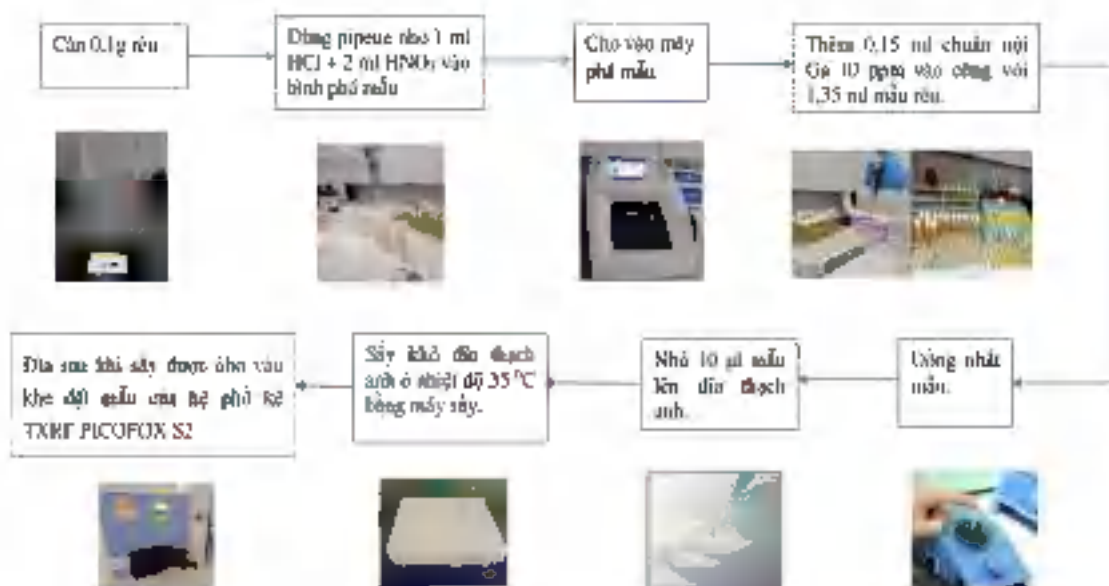 Cân 0.1g rêu
Dùng pipette nhỏ 1 ml
HCl + 2 ml HNO₃ vào
bình phá mẫu
Cho vào máy
phá mẫu
Thêm 0,15 ml chuẩn nội
Ga 10 ppm vào cùng với
1,35 ml mẫu rêu.
mẫu.
Nhỏ 10 µl mẫu
lên đĩa thạch
anh.
Sấy khô đĩa thạch
anh ở nhiệt độ 35 °C
bằng máy sấy.
Đĩa sau khi sấy được cho vào
khe đặt mẫu của hệ phổ kế
TXRF PICOFOX S2